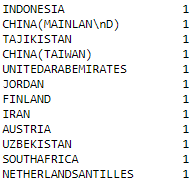 INDONESIA 1
CHINA(MAINLAN\nD) 1
TAJIKISTAN 1
CHINA(TAIWAN) 1
UNITEDARABEMIRATES 1
JORDAN 1
FINLAND 1
IRAN 1
AUSTRIA 1
UZBEKISTAN 1
SOUTHAFRICA 1
NETHERLANDSANTILLES 1